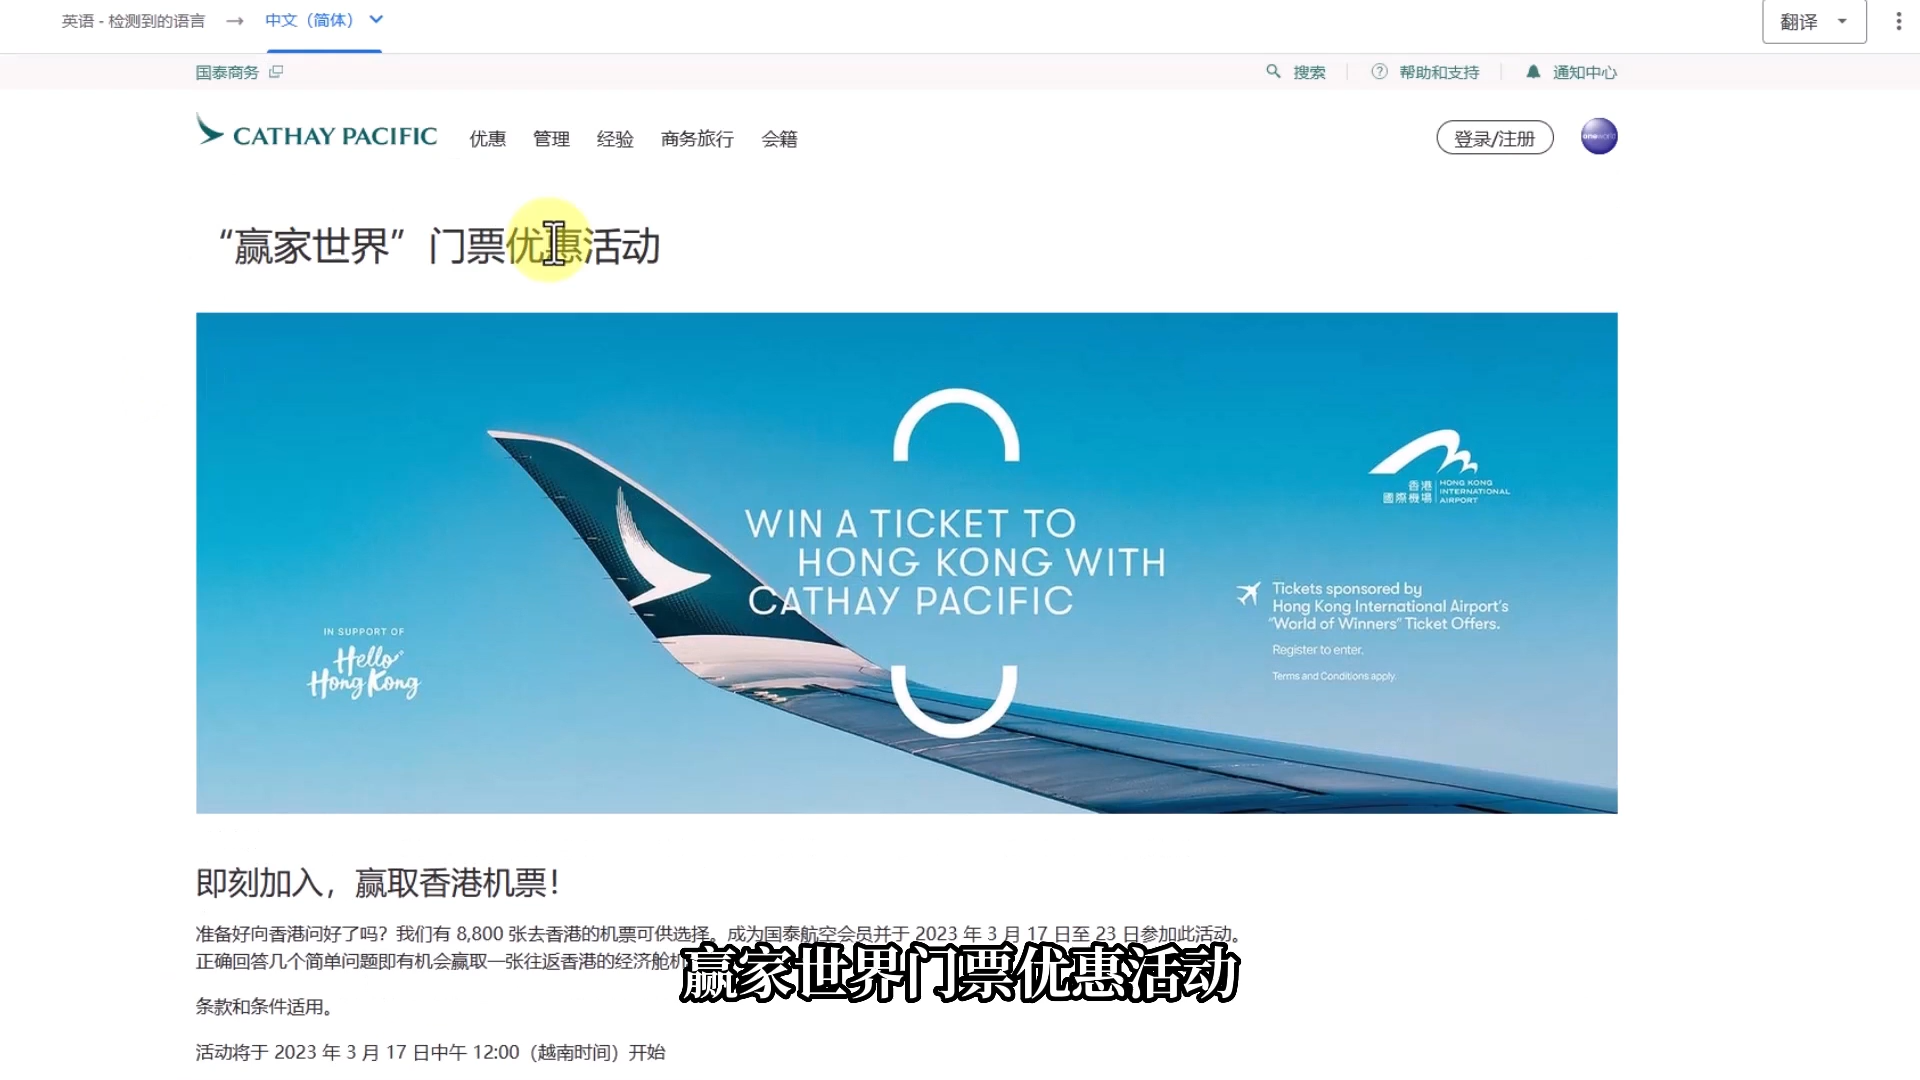 英语 - 检测到的语言 → 中文（简体）
翻译
国泰商务
搜索
帮助和支持
通知中心
CATHAY PACIFIC
优惠 管理 经验 商务旅行 会籍
登录/注册
oneworld
“赢家世界”门票优惠活动
WIN A TICKET TO
HONG KONG WITH
CATHAY PACIFIC
香港
國際機場
HONG KONG
INTERNATIONAL
AIRPORT
Tickets sponsored by
Hong Kong International Airport's
"World of Winners" Ticket Offers.
Register to enter.
Terms and Conditions apply.
IN SUPPORT OF
Hello
Hong Kong
即刻加入，赢取香港机票！
准备好向香港问好了吗？我们有 8,800 张去香港的机票可供选择。成为国泰航空会员并于 2023 年 3 月 17 日至 23 日参加此活动。
正确回答几个简单问题即有机会赢取一张往返香港的经济舱机
赢家世界门票优惠活动
条款和条件适用。
活动将于 2023 年 3 月 17 日中午 12:00（越南时间）开始